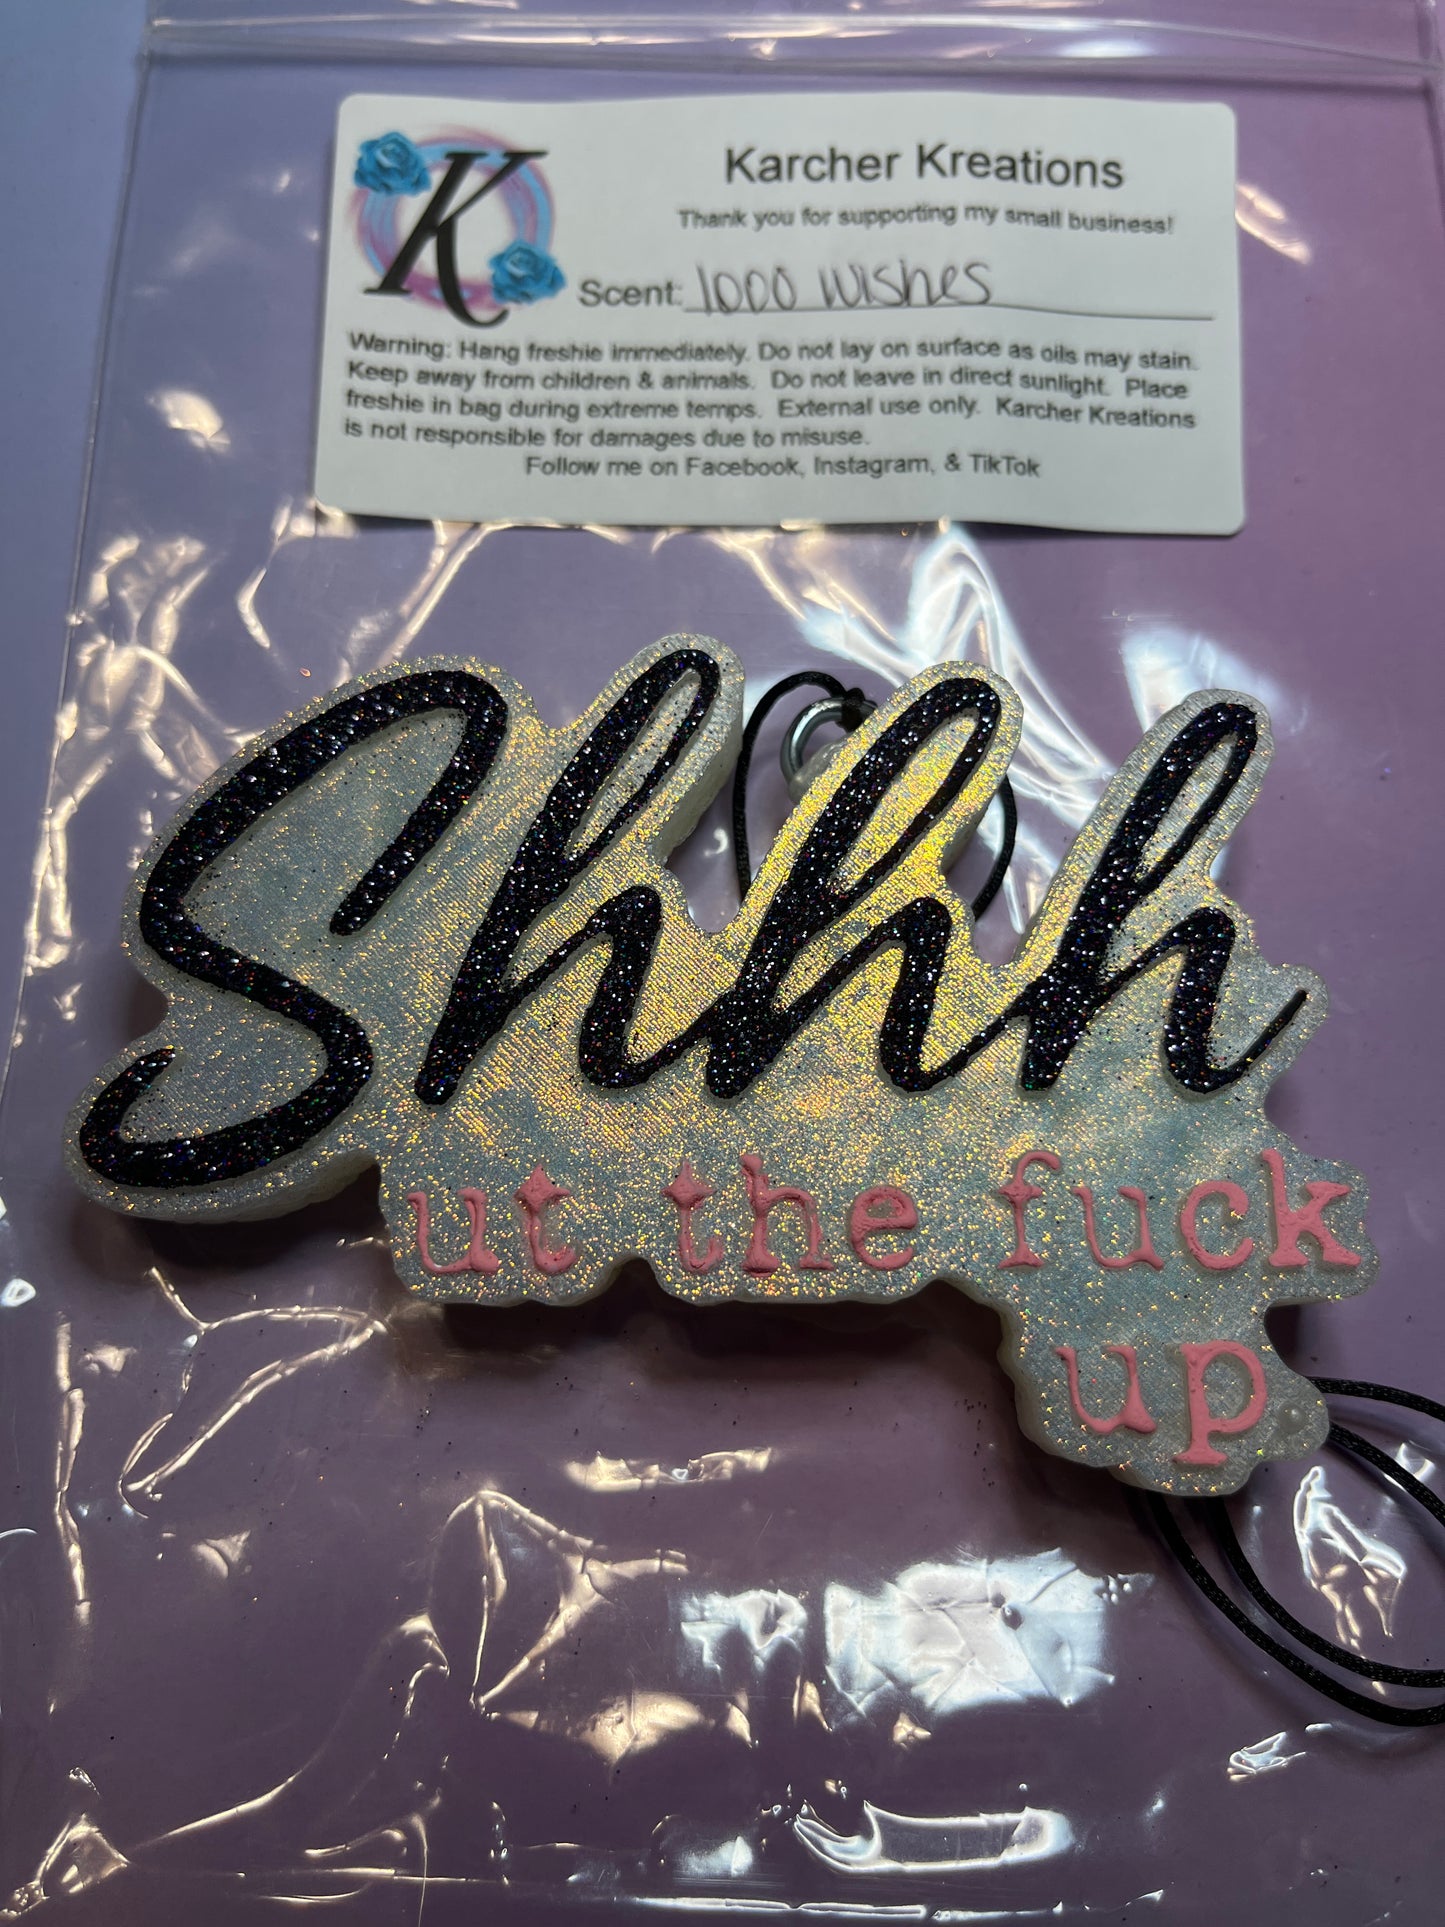 K
Karcher Kreations
Thank you for supporting my small business!
Scent: 1000 wishes
Warning: Hang freshie immediately. Do not lay on surface as oils may stain.
Keep away from children & animals. Do not leave in direct sunlight. Place
freshie in bag during extreme temps. External use only. Karcher Kreations
is not responsible for damages due to misuse.
Follow me on Facebook, Instagram, & TikTok
Shhh
ut the fuck
up.